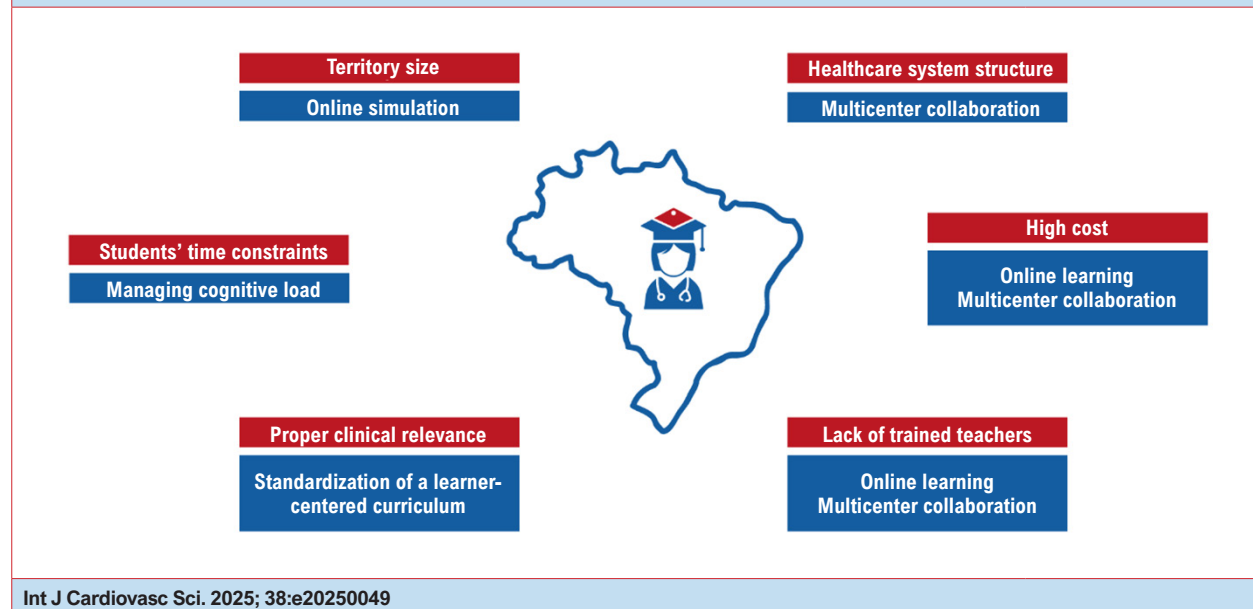 Territory size
Online simulation
Healthcare system structure
Multicenter collaboration
Students' time constraints
Managing cognitive load
High cost
Online learning
Multicenter collaboration
Proper clinical relevance
Standardization of a learner-
centered curriculum
Lack of trained teachers
Online learning
Multicenter collaboration
Int J Cardiovasc Sci. 2025; 38:e20250049